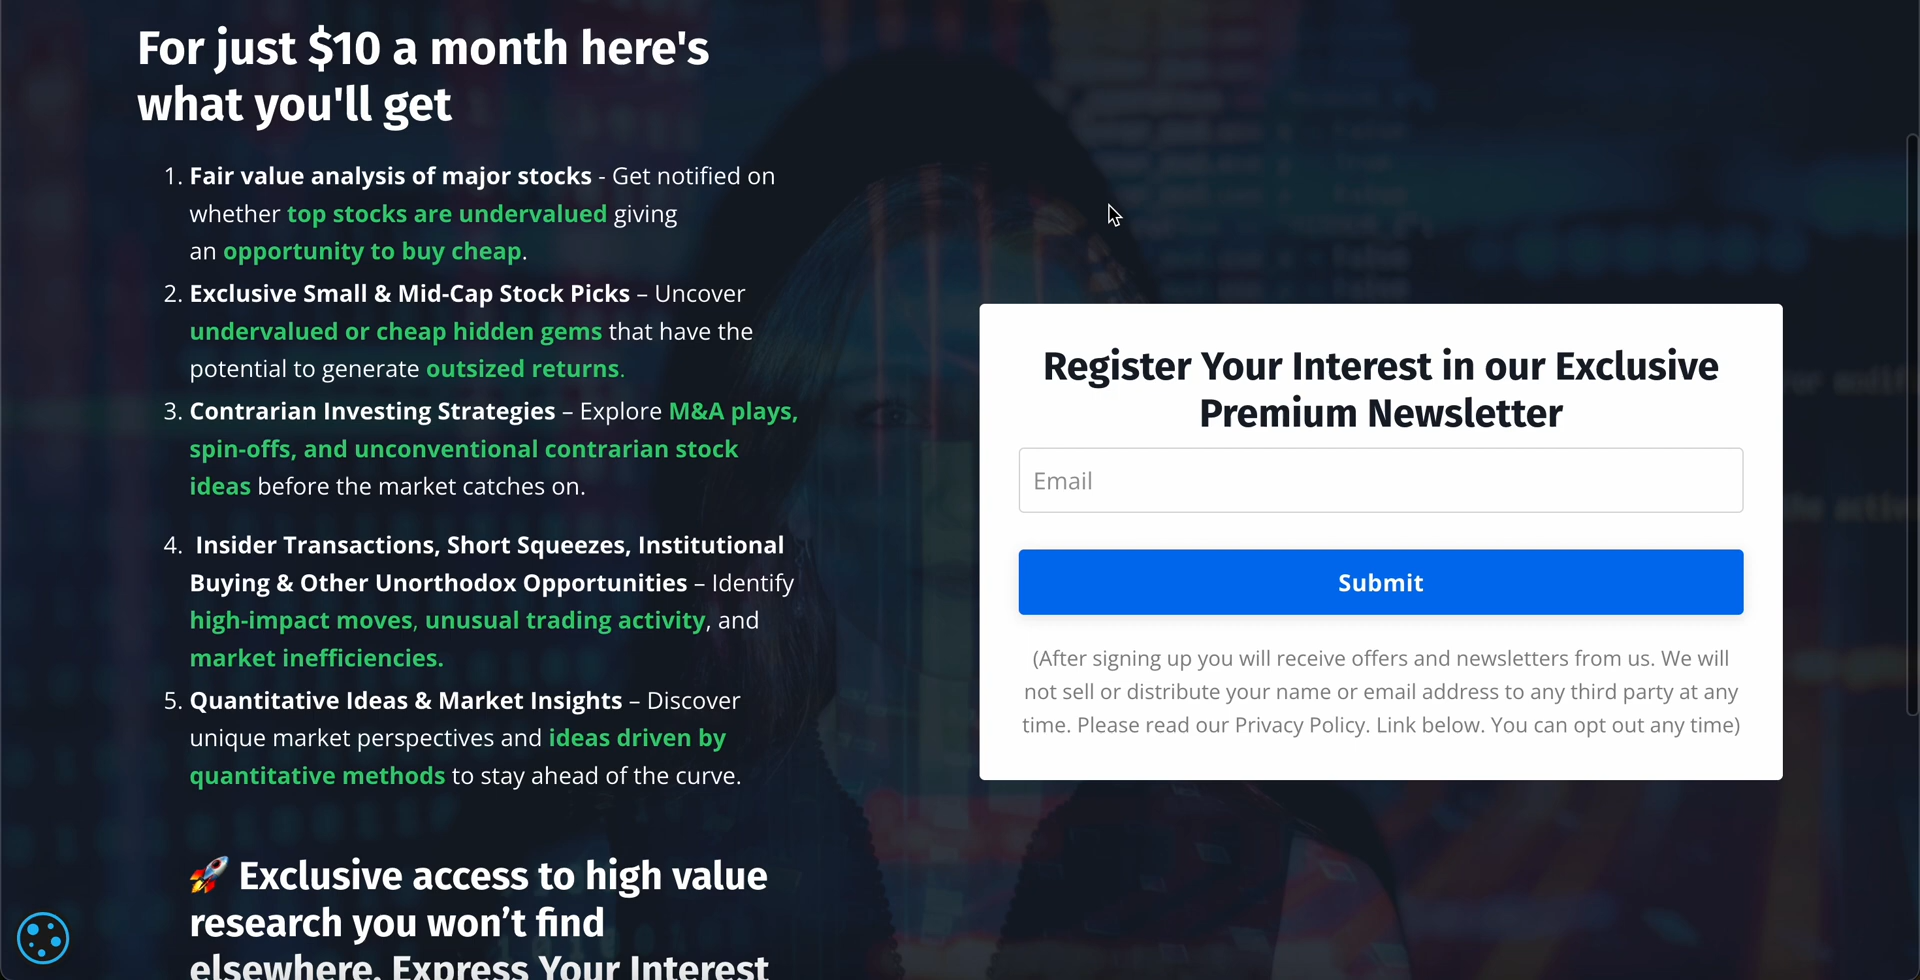 For just $10 a month here's
what you'll get
1. Fair value analysis of major stocks - Get notified on
whether top stocks are undervalued giving
an opportunity to buy cheap.
2. Exclusive Small & Mid-Cap Stock Picks – Uncover
undervalued or cheap hidden gems that have the
potential to generate outsized returns.
3. Contrarian Investing Strategies – Explore M&A plays,
spin-offs, and unconventional contrarian stock
ideas before the market catches on.
4. Insider Transactions, Short Squeezes, Institutional
Buying & Other Unorthodox Opportunities – Identify
high-impact moves, unusual trading activity, and
market inefficiencies.
5. Quantitative Ideas & Market Insights – Discover
unique market perspectives and ideas driven by
quantitative methods to stay ahead of the curve.
🚀 Exclusive access to high value
research you won’t find
elsewhere. Express Your Interest
Register Your Interest in our Exclusive
Premium Newsletter
Email
Submit
(After signing up you will receive offers and newsletters from us. We will
not sell or distribute your name or email address to any third party at any
time. Please read our Privacy Policy. Link below. You can opt out any time)